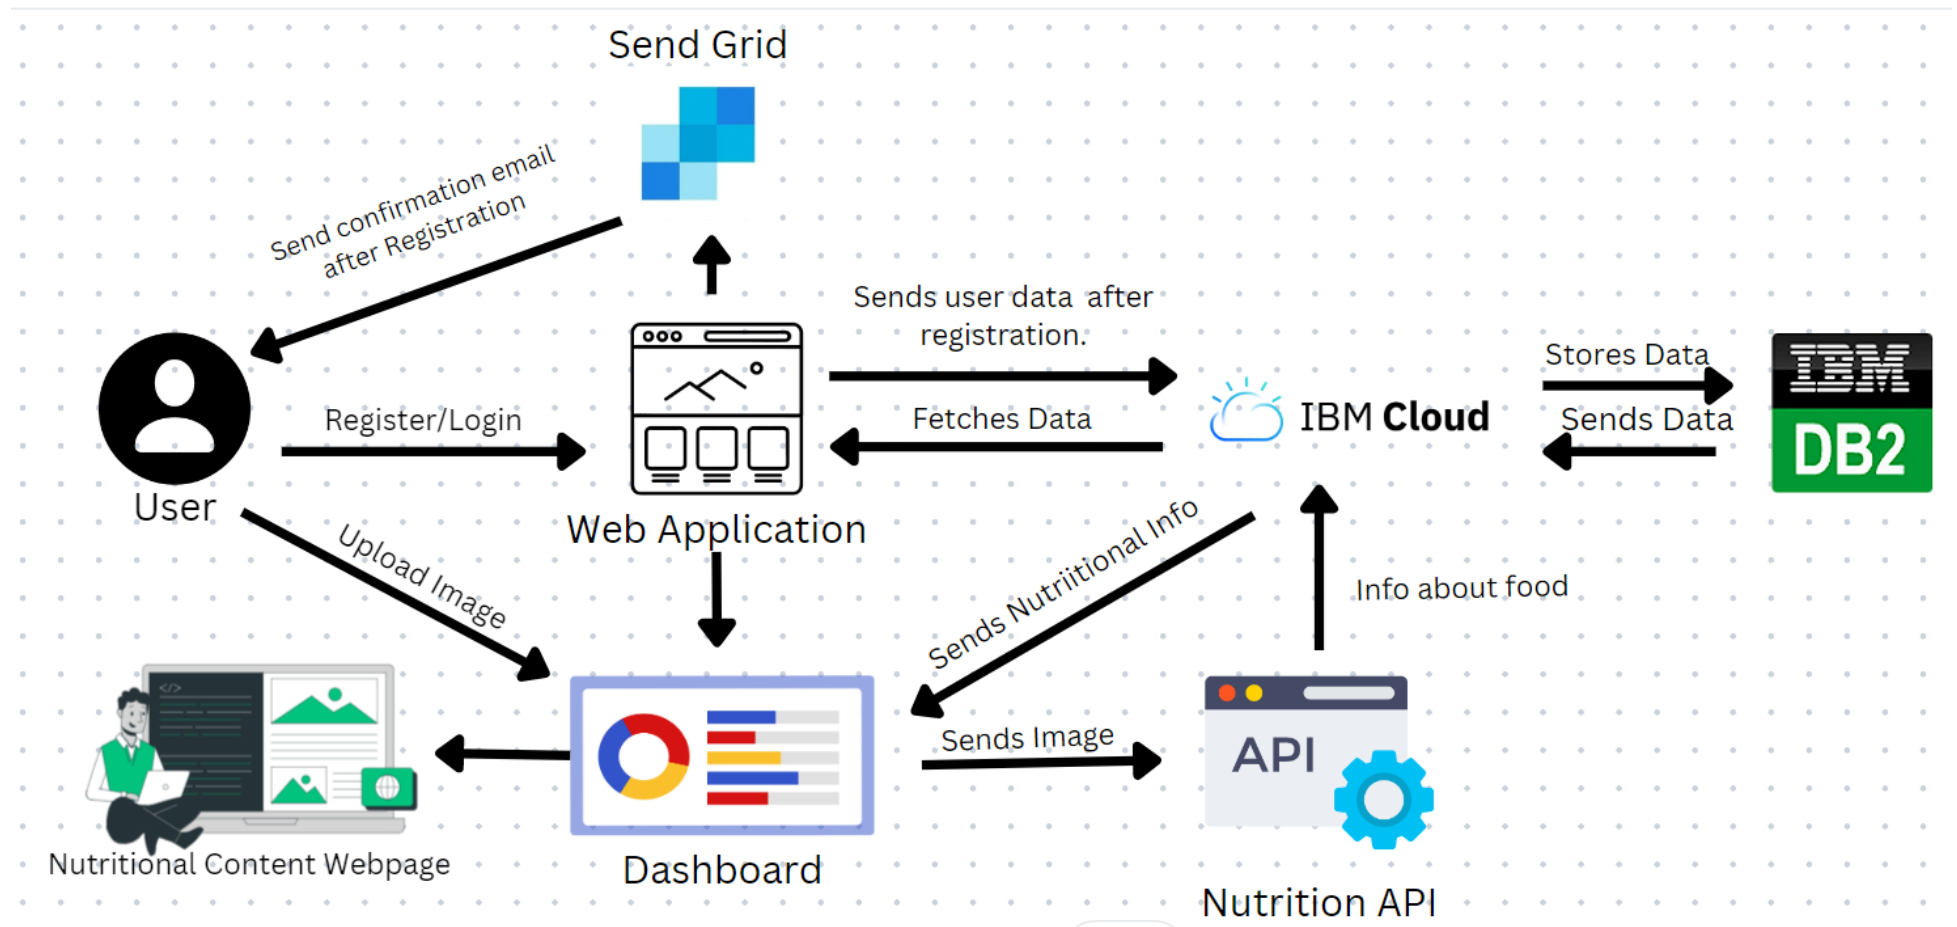 Send Grid
Send confirmation email
after Registration
Sends user data after
registration.
Stores Data
IBM
Register/Login
Fetches Data
IBM Cloud
Sends Data
DB2
User
Web Application
Upload Image
Sends Nutriitional Info
Info about food
Sends Image
API
</>
Nutritional Content Webpage
Dashboard
Nutrition API